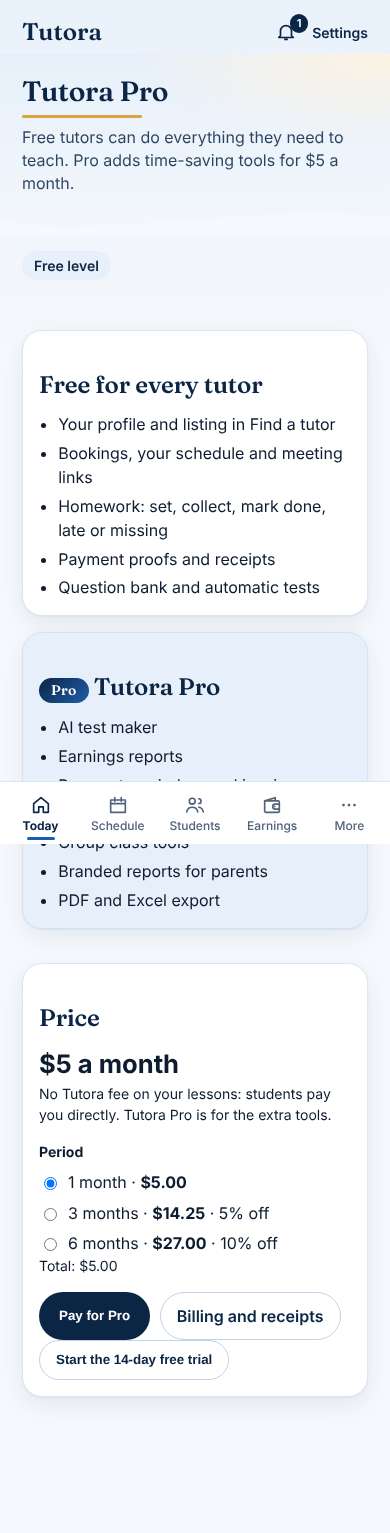 Tutora
1
Settings
Tutora Pro
Free tutors can do everything they need to
teach. Pro adds time-saving tools for $5 a
month.
Free level
Free for every tutor
Your profile and listing in Find a tutor
Bookings, your schedule and meeting
links
Homework: set, collect, mark done,
late or missing
Payment proofs and receipts
Question bank and automatic tests
Pro Tutora Pro
AI test maker
Earnings reports
Today
Schedule
Students
Earnings
More
Group class tools
Branded reports for parents
PDF and Excel export
Price
$5 a month
No Tutora fee on your lessons: students pay
you directly. Tutora Pro is for the extra tools.
Period
1 month · $5.00
3 months · $14.25 · 5% off
6 months · $27.00 · 10% off
Total: $5.00
Pay for Pro
Billing and receipts
Start the 14-day free trial